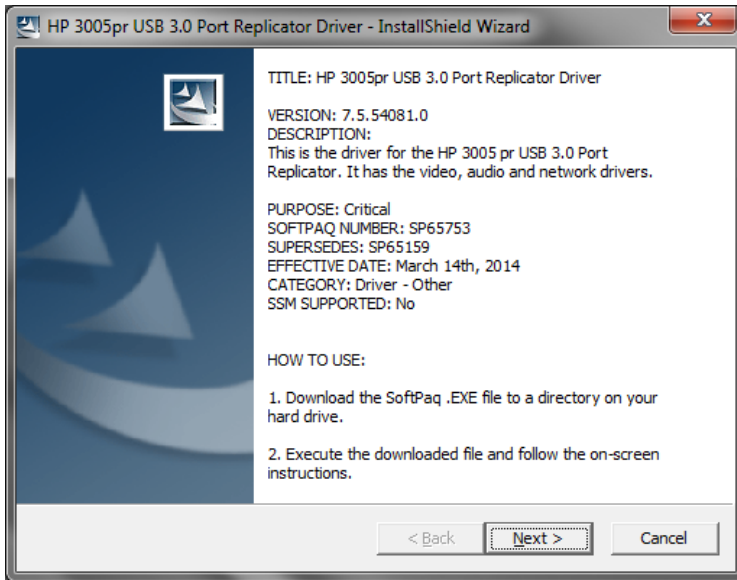 HP 3005pr USB 3.0 Port Replicator Driver - InstallShield Wizard
TITLE: HP 3005pr USB 3.0 Port Replicator Driver
VERSION: 7.5.54081.0
DESCRIPTION:
This is the driver for the HP 3005 pr USB 3.0 Port
Replicator. It has the video, audio and network drivers.
PURPOSE: Critical
SOFTPAQ NUMBER: SP65753
SUPERSEDES: SP65159
EFFECTIVE DATE: March 14th, 2014
CATEGORY: Driver - Other
SSM SUPPORTED: No
HOW TO USE:
1. Download the SoftPaq .EXE file to a directory on your
hard drive.
2. Execute the downloaded file and follow the on-screen
instructions.
< Back Next > Cancel